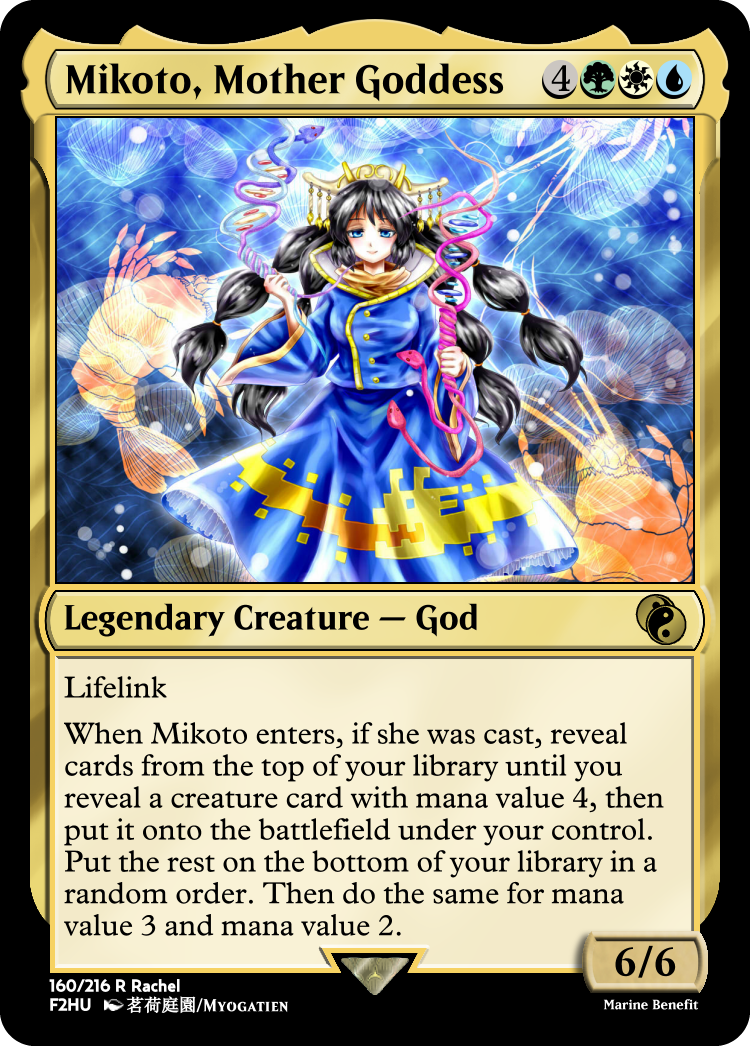 Mikoto, Mother Goddess 4
Legendary Creature — God
Lifelink
When Mikoto enters, if she was cast, reveal
cards from the top of your library until you
reveal a creature card with mana value 4, then
put it onto the battlefield under your control.
Put the rest on the bottom of your library in a
random order. Then do the same for mana
value 3 and mana value 2.
6/6
160/216 R Rachel
F2HU 茗荷庭園/Myogatien
Marine Benefit